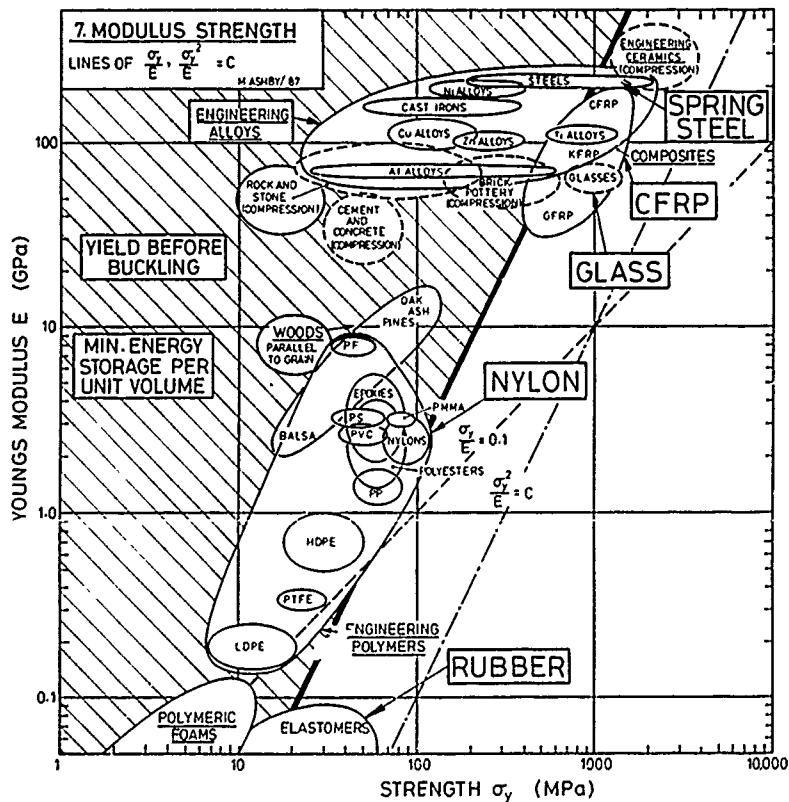 7. MODULUS STRENGTH
LINES OF σy/E, σy²/E = C
M ASHBY/87
ENGINEERING
CERAMICS
(COMPRESSION)
STEELS
Ni ALLOYS
CFRP
SPRING
STEEL
CAST IRONS
ENGINEERING
ALLOYS
Cu ALLOYS
Zn ALLOYS
Ti ALLOYS
KFRP
COMPOSITES
Al ALLOYS
GLASSES
ROCK AND
STONE
(COMPRESSION)
BRICK
POTTERY
(COMPRESSION)
CFRP
CEMENT
AND
CONCRETE
(COMPRESSION)
GFRP
YIELD BEFORE
BUCKLING
GLASS
OAK
ASH
PINES
WOODS
PARALLEL
TO GRAIN
PF
MIN. ENERGY
STORAGE PER
UNIT VOLUME
NYLON
EPOXIES
PMMA
PS
BALSA
PVC
NYLONS
σy/E = 0.1
POLYESTERS
σy²/E = C
PP
HDPE
PTFE
LDPE
ENGINEERING
POLYMERS
RUBBER
POLYMERIC
FOAMS
ELASTOMERS
YOUNGS MODULUS E (GPa)
100
10
1.0
0.1
1
10
100
1000
10,000
STRENGTH σy (MPa)